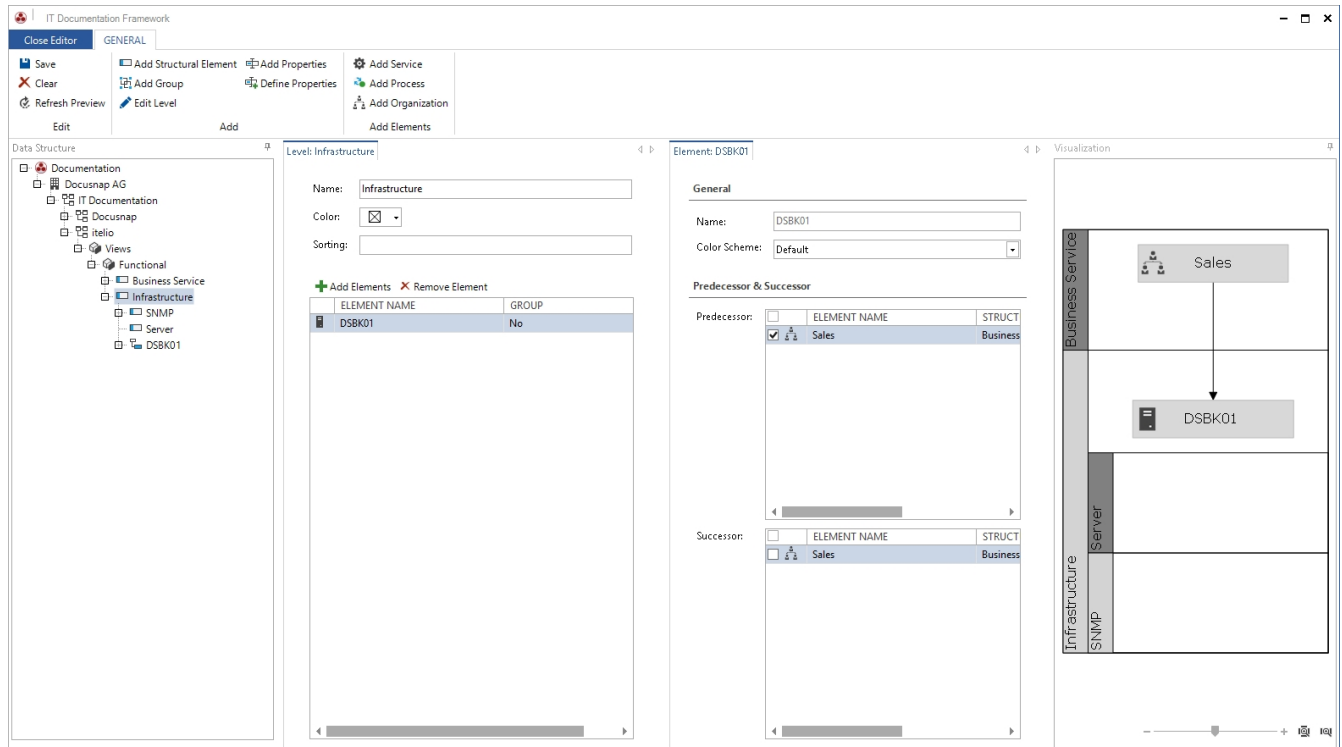 IT Documentation Framework
Close Editor GENERAL
Save Add Structural Element Add Properties Add Service
Clear Add Group Define Properties Add Process
Refresh Preview Edit Level Add Organization
Edit Add Add Elements
Data Structure
Documentation
Docusnap AG
IT Documentation
Docusnap
itelio
Views
Functional
Business Service
Infrastructure
SNMP
Server
DSBK01
Level: Infrastructure
Name: Infrastructure
Color:
Sorting:
Add Elements Remove Element
ELEMENT NAME GROUP
DSBK01 No
Element: DSBK01
General
Name: DSBK01
Color Scheme: Default
Predecessor & Successor
Predecessor: ELEMENT NAME STRUCT
Sales Business
Successor: ELEMENT NAME STRUCT
Sales Business
Visualization
Business Service
Sales
Infrastructure
DSBK01
Server
SNMP